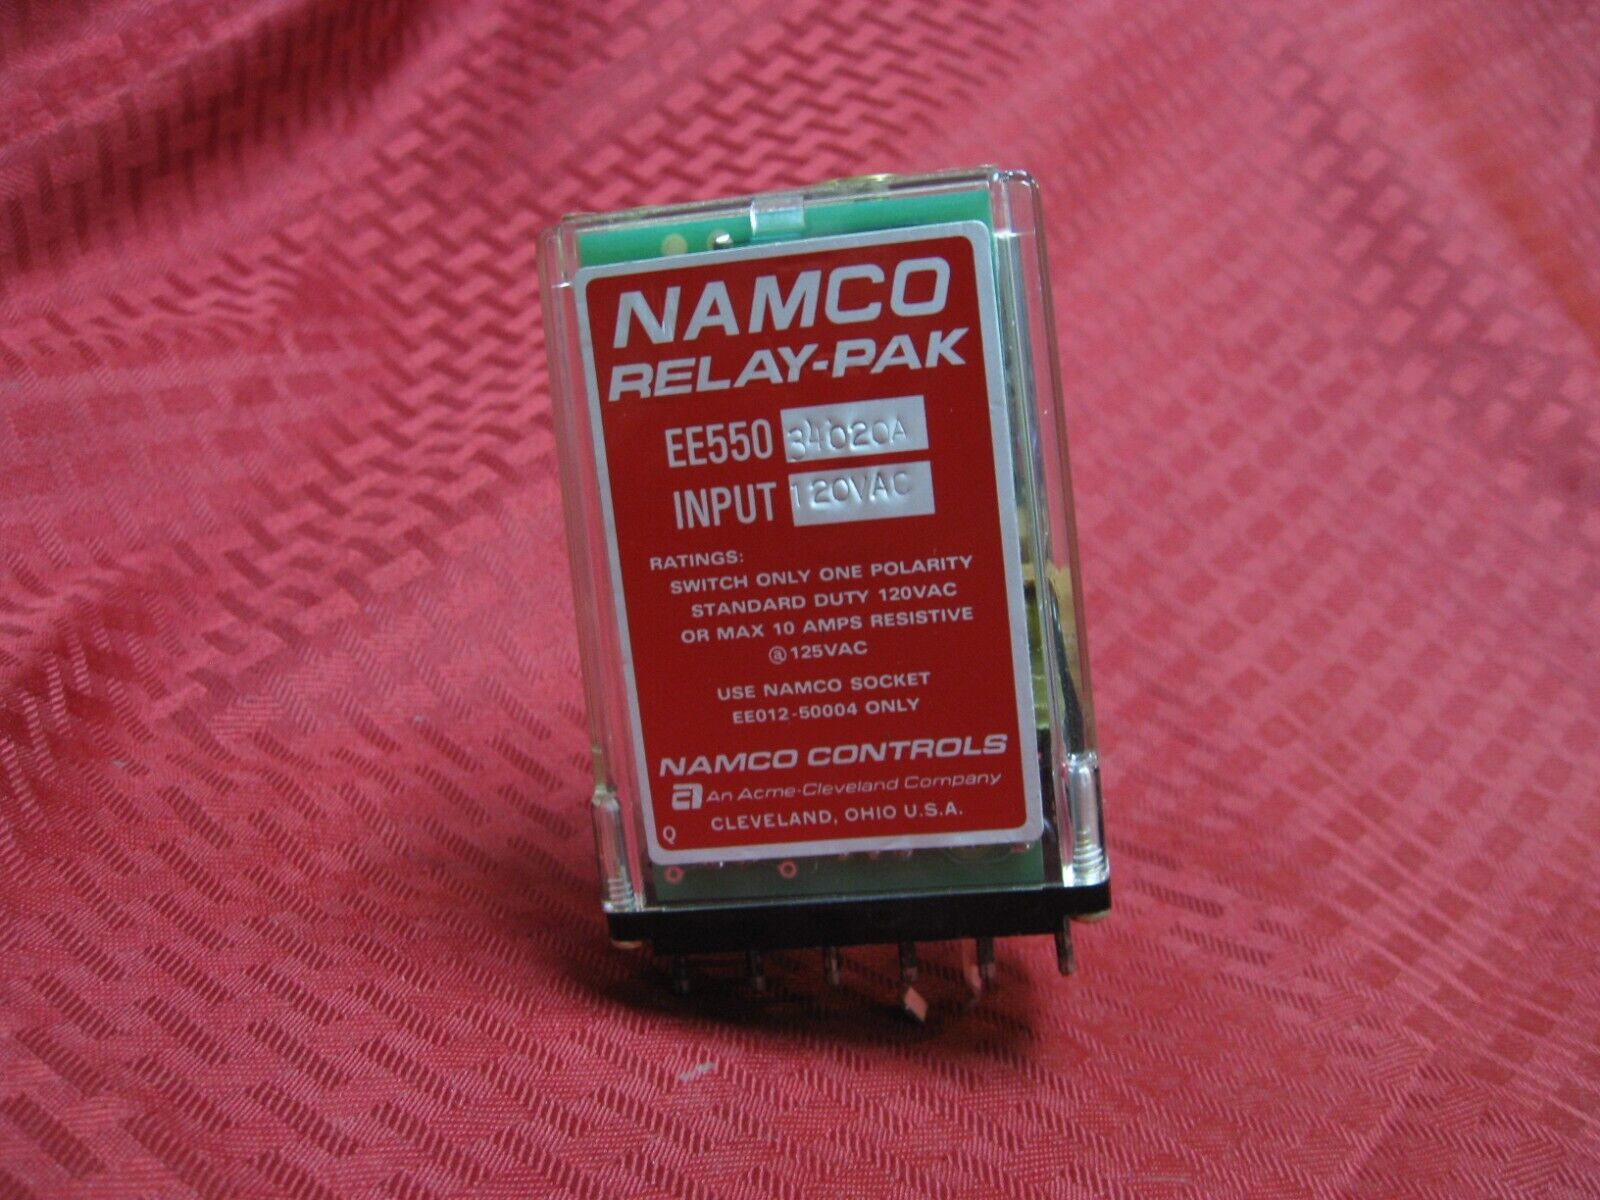 NAMCO
RELAY-PAK
EE550 34020A
INPUT 120VAC
RATINGS:
SWITCH ONLY ONE POLARITY
STANDARD DUTY 120VAC
OR MAX 10 AMPS RESISTIVE
@125VAC
USE NAMCO SOCKET
EE012-50004 ONLY
NAMCO CONTROLS
a An Acme-Cleveland Company
Q CLEVELAND, OHIO U.S.A.